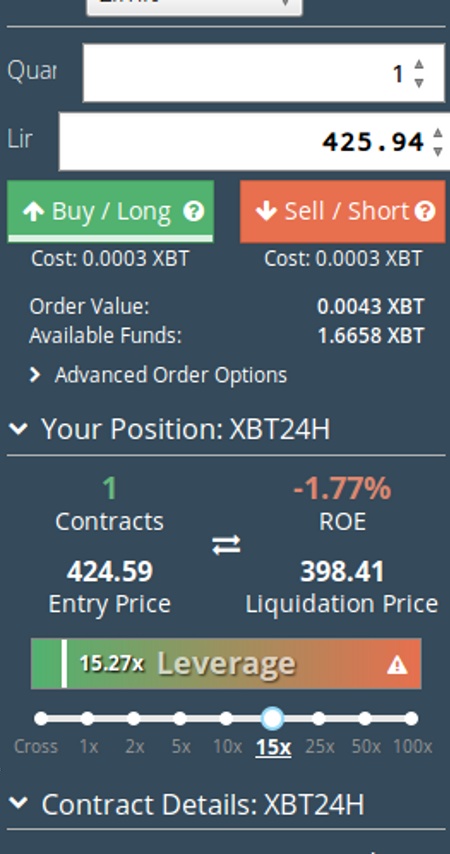 Quar
1
Lir
425.94
Buy / Long
Sell / Short
Cost: 0.0003 XBT
Cost: 0.0003 XBT
Order Value: 0.0043 XBT
Available Funds: 1.6658 XBT
Advanced Order Options
Your Position: XBT24H
1 -1.77%
Contracts ROE
424.59 398.41
Entry Price Liquidation Price
15.27x Leverage
Cross 1x 2x 5x 10x 15x 25x 50x 100x
Contract Details: XBT24H